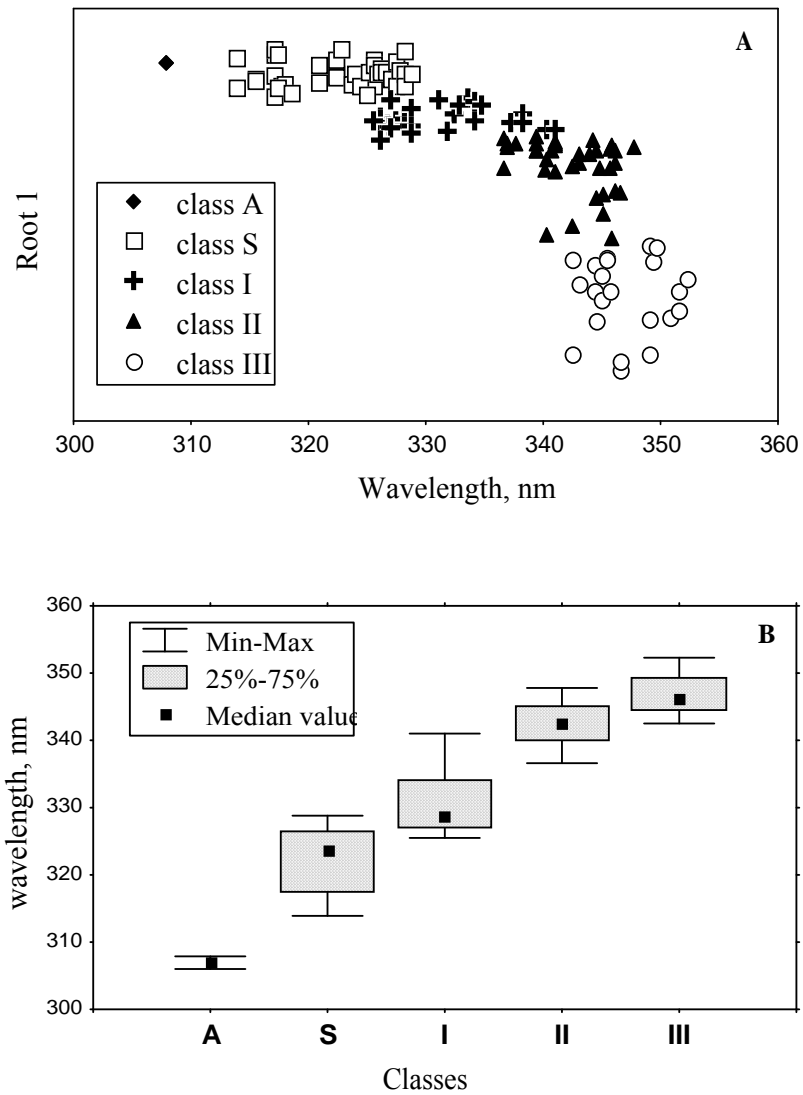 A
Root 1
class A
class S
class I
class II
class III
300 310 320 330 340 350 360
Wavelength, nm
B
wavelength, nm
360
350
340
330
320
310
300
Min-Max
25%-75%
Median value
A S I II III
Classes